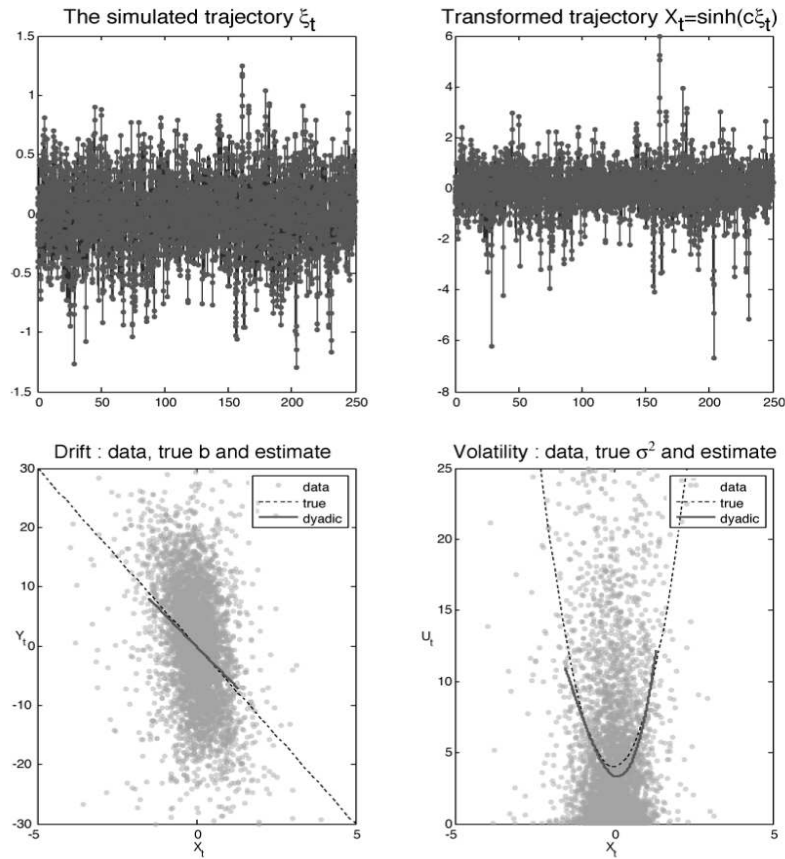 The simulated trajectory ξt
Transformed trajectory Xt=sinh(cξt)
1.5
1
0.5
0
-0.5
-1
-1.5
0 50 100 150 200 250
6
4
2
0
-2
-4
-6
-8
0 50 100 150 200 250
Drift : data, true b and estimate
Volatility : data, true σ2 and estimate
30
20
10
Yt 0
-10
-20
-30
-5 0 5
Xt
data
true
dyadic
25
20
15
Ut
10
5
0
-5 0 5
Xt
data
true
dyadic